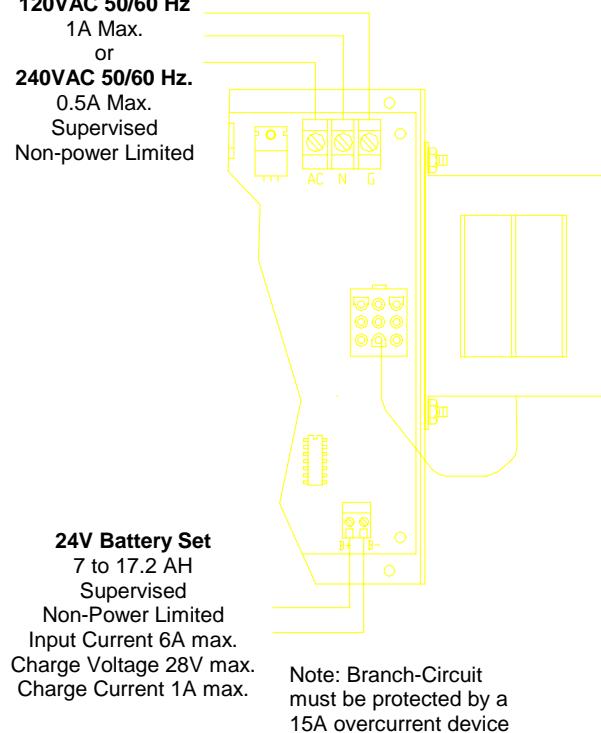 120VAC 50/60 Hz
1A Max.
or
240VAC 50/60 Hz.
0.5A Max.
Supervised
Non-power Limited
AC N G
B+ B-
24V Battery Set
7 to 17.2 AH
Supervised
Non-Power Limited
Input Current 6A max.
Charge Voltage 28V max.
Charge Current 1A max.
Note: Branch-Circuit
must be protected by a
15A overcurrent device